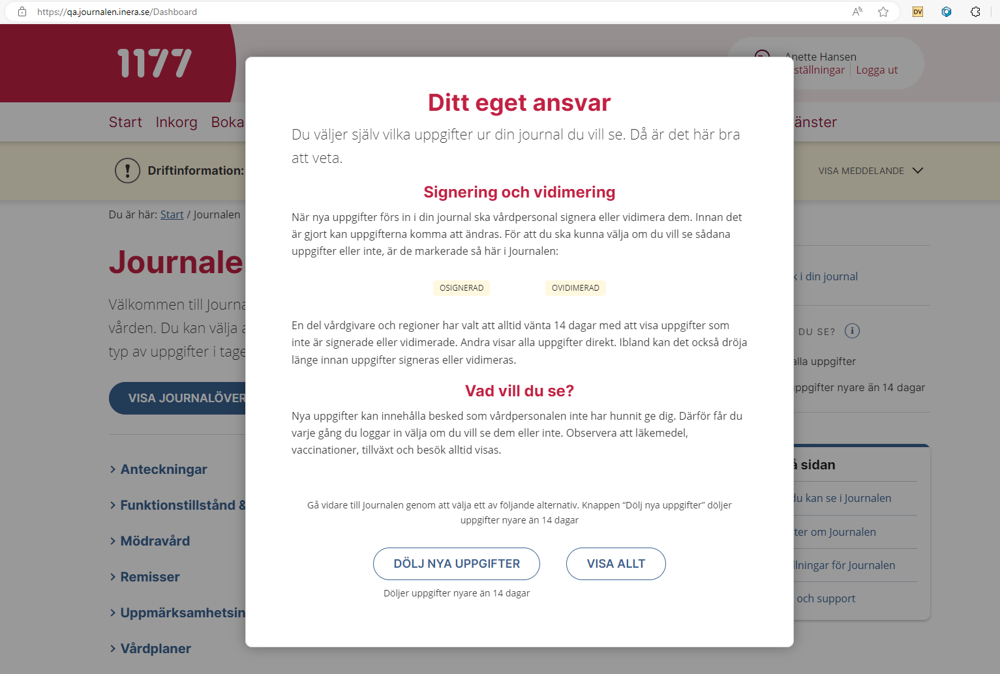 https://qa.journalen.inera.se/Dashboard
A
DV
1177
Anette Hansen
ställningar
Logga ut
Start
Inkorg
Boka
änster
!
Driftinformation:
VISA MEDDELANDE
Du är här: Start / Journalen
Journale
k i din journal
Välkommen till Journa
vården. Du kan välja a
typ av uppgifter i tage
DU SE?
i
alla uppgifter
uppgifter nyare än 14 dagar
VISA JOURNALÖVER
Anteckningar
Funktionstillstånd &
Mödravård
Remisser
Uppmärksamhetsin
Vårdplaner
å sidan
du kan se i Journalen
ter om Journalen
llningar för Journalen
och support
Ditt eget ansvar
Du väljer själv vilka uppgifter ur din journal du vill se. Då är det här bra
att veta.
Signering och vidimering
När nya uppgifter förs in i din journal ska vårdpersonal signera eller vidimera dem. Innan det
är gjort kan uppgifterna komma att ändras. För att du ska kunna välja om du vill se sådana
uppgifter eller inte, är de markerade så här i Journalen:
OSIGNERAD
OVIDIMERAD
En del vårdgivare och regioner har valt att alltid vänta 14 dagar med att visa uppgifter som
inte är signerade eller vidimerade. Andra visar alla uppgifter direkt. Ibland kan det också dröja
länge innan uppgifter signeras eller vidimeras.
Vad vill du se?
Nya uppgifter kan innehålla besked som vårdpersonalen inte har hunnit ge dig. Därför får du
varje gång du loggar in välja om du vill se dem eller inte. Observera att läkemedel,
vaccinationer, tillväxt och besök alltid visas.
Gå vidare till Journalen genom att välja ett av följande alternativ. Knappen “Dölj nya uppgifter” döljer
uppgifter nyare än 14 dagar
DÖLJ NYA UPPGIFTER
VISA ALLT
Döljer uppgifter nyare än 14 dagar